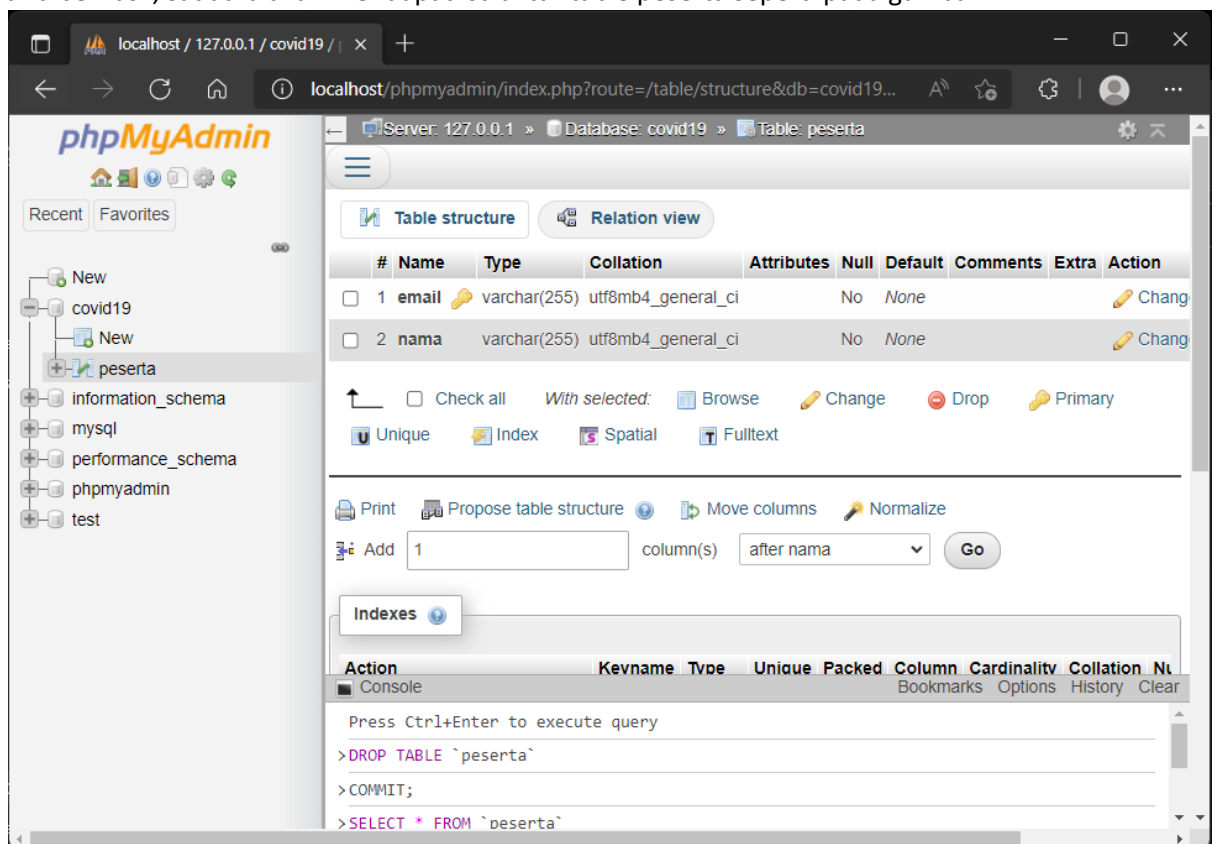 localhost / 127.0.0.1 / covid19 /
localhost/phpmyadmin/index.php?route=/table/structure&db=covid19...
phpMyAdmin
Recent Favorites
New
covid19
New
peserta
information_schema
mysql
performance_schema
phpmyadmin
test
Server: 127.0.0.1 » Database: covid19 » Table: peserta
Table structure Relation view
# Name Type Collation Attributes Null Default Comments Extra Action
1 email varchar(255) utf8mb4_general_ci No None Chang
2 nama varchar(255) utf8mb4_general_ci No None Chang
Check all With selected: Browse Change Drop Primary
Unique Index Spatial Fulltext
Print Propose table structure Move columns Normalize
Add 1 column(s) after nama Go
Indexes
Action Keyname Type Unique Packed Column Cardinality Collation Nu
Console Bookmarks Options History Clear
Press Ctrl+Enter to execute query
>DROP TABLE `peserta`
>COMMIT;
>SELECT * FROM `peserta`